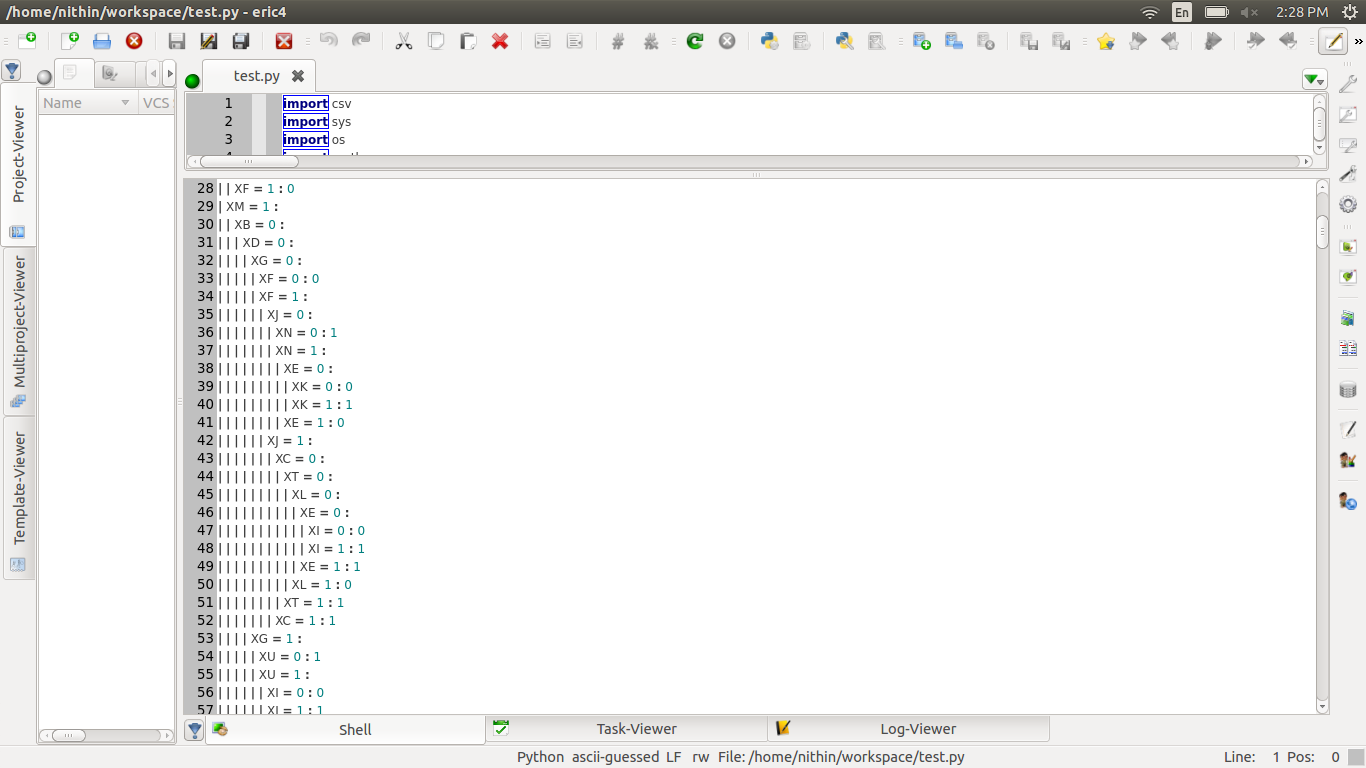 /home/nithin/workspace/test.py - eric4
En
2:28 PM
test.py
Name
VCS
1 import csv
2 import sys
3 import os
28 | | XF = 1 : 0
29 | XM = 1 :
30 | | XB = 0 :
31 | | | XD = 0 :
32 | | | | XG = 0 :
33 | | | | | XF = 0 : 0
34 | | | | | XF = 1 :
35 | | | | | | XJ = 0 :
36 | | | | | | | XN = 0 : 1
37 | | | | | | | XN = 1 :
38 | | | | | | | | XE = 0 :
39 | | | | | | | | | XK = 0 : 0
40 | | | | | | | | | XK = 1 : 1
41 | | | | | | | | XE = 1 : 0
42 | | | | | | XJ = 1 :
43 | | | | | | | XC = 0 :
44 | | | | | | | | XT = 0 :
45 | | | | | | | | | XL = 0 :
46 | | | | | | | | | | XE = 0 :
47 | | | | | | | | | | | XI = 0 : 0
48 | | | | | | | | | | | XI = 1 : 1
49 | | | | | | | | | | XE = 1 : 1
50 | | | | | | | | | XL = 1 : 0
51 | | | | | | | | XT = 1 : 1
52 | | | | | | | XC = 1 : 1
53 | | | | XG = 1 :
54 | | | | | XU = 0 : 1
55 | | | | | XU = 1 :
56 | | | | | | XI = 0 : 0
57 | | | | | | XI = 1 : 1
Project-Viewer
Multiproject-Viewer
Template-Viewer
Shell
Task-Viewer
Log-Viewer
Python ascii-guessed LF rw File: /home/nithin/workspace/test.py Line: 1 Pos: 0